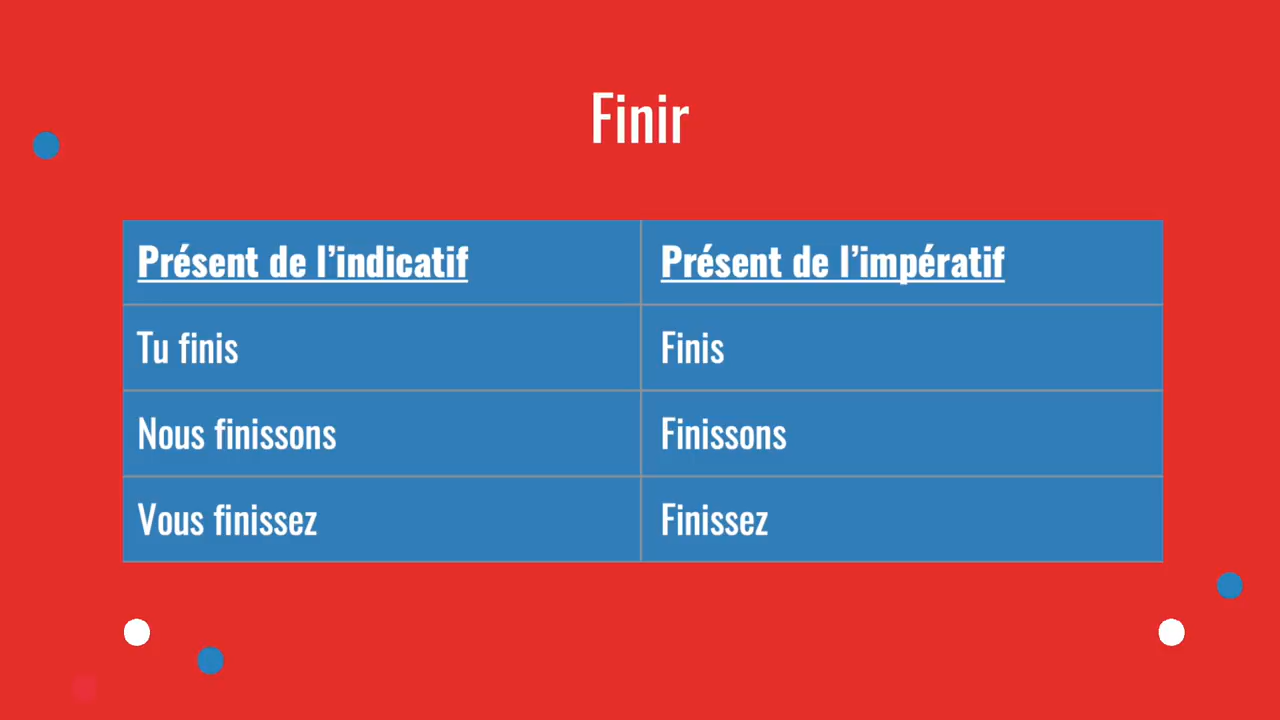 Finir
Présent de l’indicatif
Présent de l’impératif
Tu finis
Finis
Nous finissons
Finissons
Vous finissez
Finissez